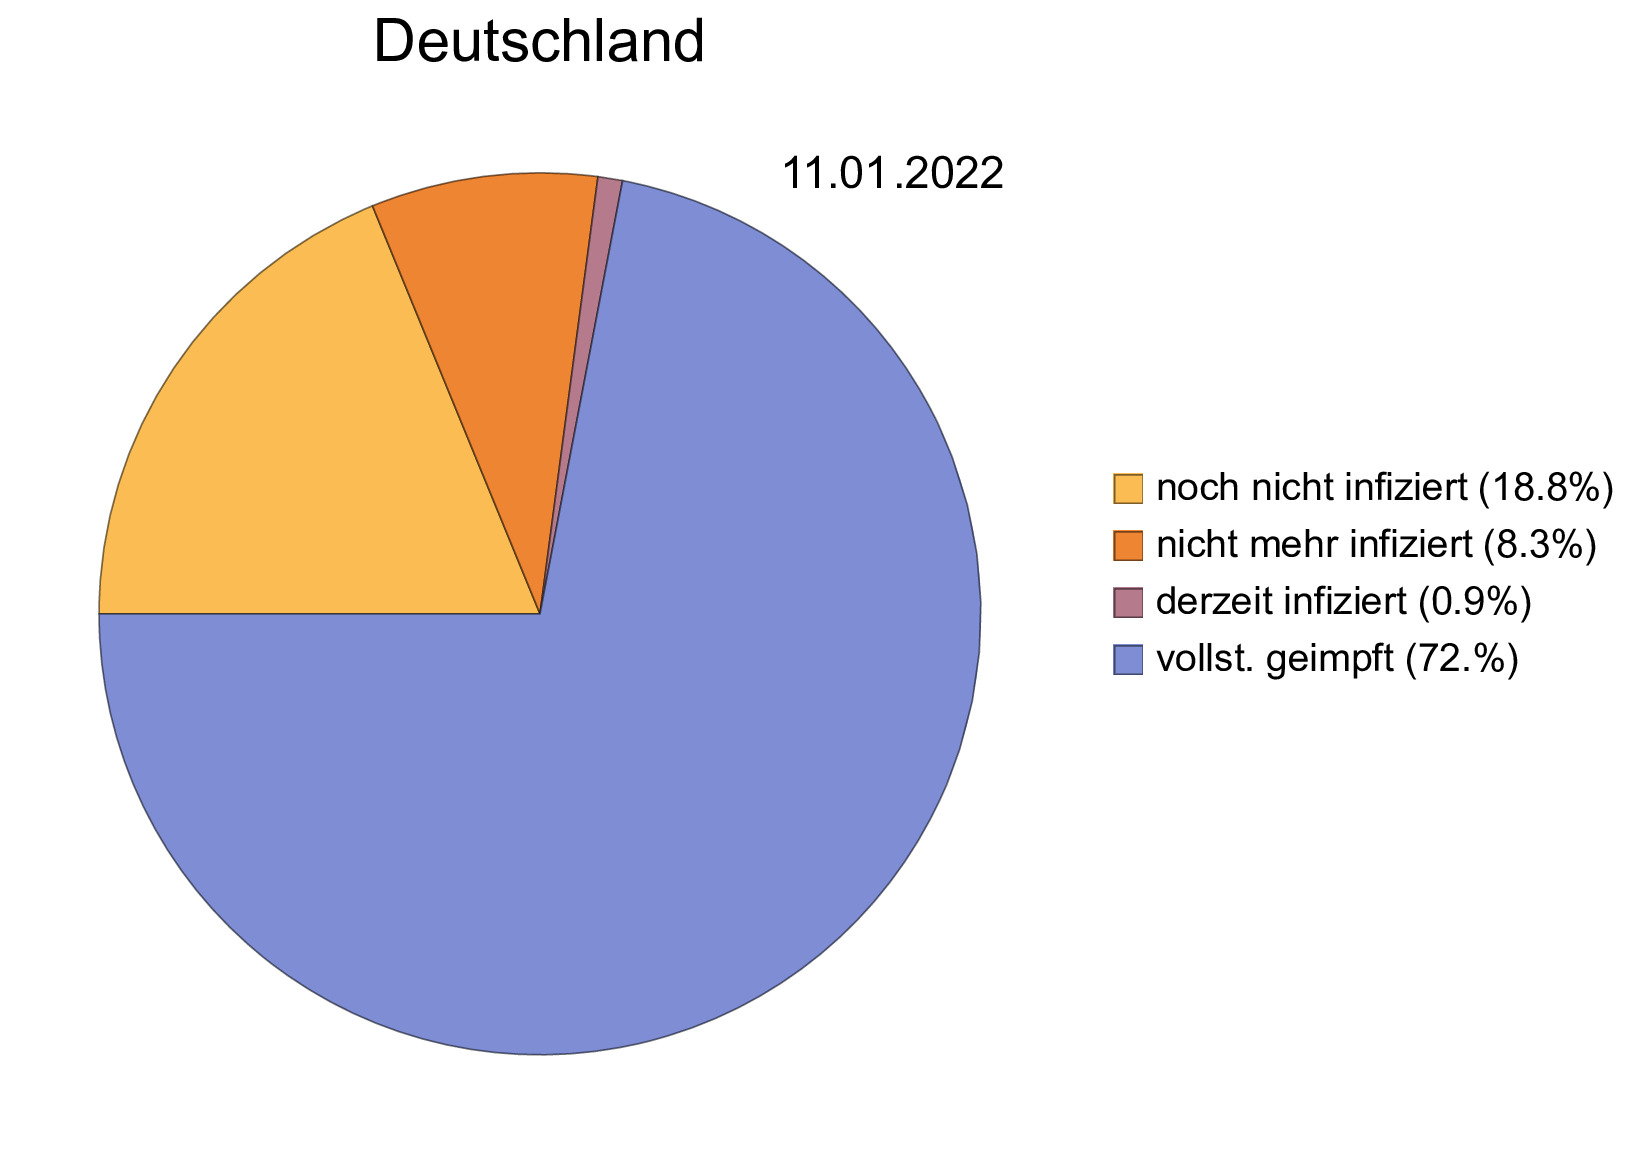 Deutschland
11.01.2022
noch nicht infiziert (18.8%)
nicht mehr infiziert (8.3%)
derzeit infiziert (0.9%)
vollst. geimpft (72.%)